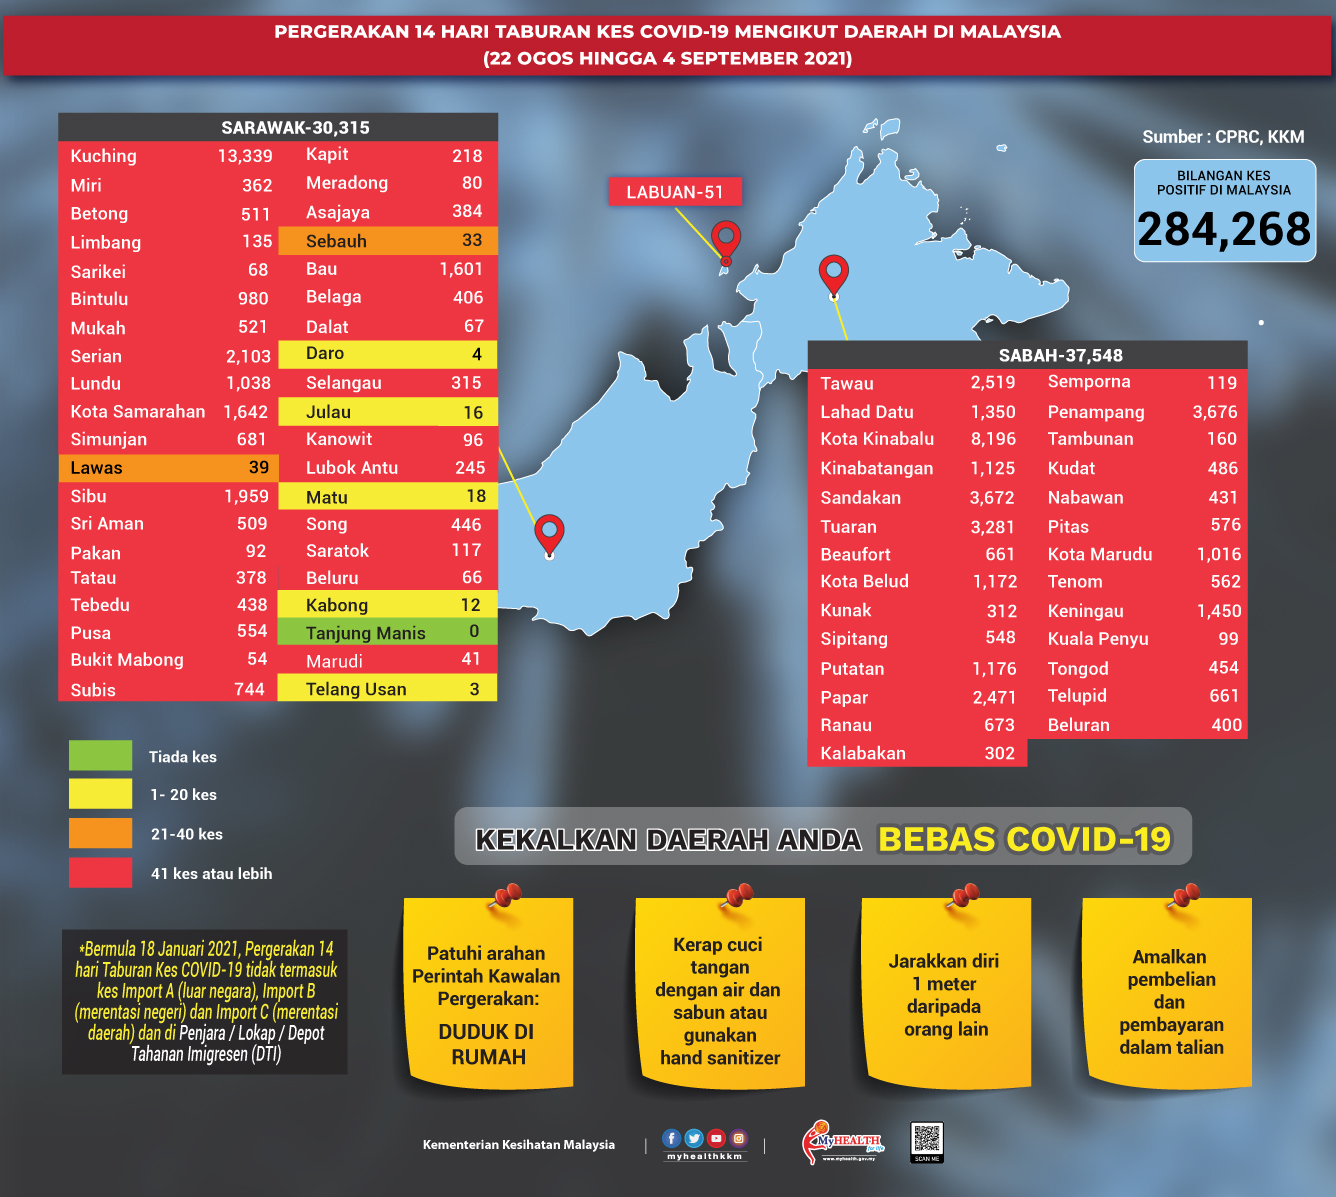 PERGERAKAN 14 HARI TABURAN KES COVID-19 MENGIKUT DAERAH DI MALAYSIA
(22 OGOS HINGGA 4 SEPTEMBER 2021)
SARAWAK-30,315
Kuching 13,339
Miri 362
Betong 511
Limbang 135
Sarikei 68
Bintulu 980
Mukah 521
Serian 2,103
Lundu 1,038
Kota Samarahan 1,642
Simunjan 681
Lawas 39
Sibu 1,959
Sri Aman 509
Pakan 92
Tatau 378
Tebedu 438
Pusa 554
Bukit Mabong 54
Subis 744
Kapit 218
Meradong 80
Asajaya 384
Sebauh 33
Bau 1,601
Belaga 406
Dalat 67
Daro 4
Selangau 315
Julau 16
Kanowit 96
Lubok Antu 245
Matu 18
Song 446
Saratok 117
Beluru 66
Kabong 12
Tanjung Manis 0
Marudi 41
Telang Usan 3
LABUAN-51
Sumber : CPRC, KKM
BILANGAN KES
POSITIF DI MALAYSIA
284,268
SABAH-37,548
Tawau 2,519
Lahad Datu 1,350
Kota Kinabalu 8,196
Kinabatangan 1,125
Sandakan 3,672
Tuaran 3,281
Beaufort 661
Kota Belud 1,172
Kunak 312
Sipitang 548
Putatan 1,176
Papar 2,471
Ranau 673
Kalabakan 302
Semporna 119
Penampang 3,676
Tambunan 160
Kudat 486
Nabawan 431
Pitas 576
Kota Marudu 1,016
Tenom 562
Keningau 1,450
Kuala Penyu 99
Tongod 454
Telupid 661
Beluran 400
Tiada kes
1- 20 kes
21-40 kes
41 kes atau lebih
*Bermula 18 Januari 2021, Pergerakan 14
hari Taburan Kes COVID-19 tidak termasuk
kes Import A (luar negara), Import B
(merentasi negeri) dan Import C (merentasi
daerah) dan di Penjara / Lokap / Depot
Tahanan Imigresen (DTI)
KEKALKAN DAERAH ANDA BEBAS COVID-19
Patuhi arahan
Perintah Kawalan
Pergerakan:
DUDUK DI
RUMAH
Kerap cuci
tangan
dengan air dan
sabun atau
gunakan
hand sanitizer
Jarakkan diri
1 meter
daripada
orang lain
Amalkan
pembelian
dan
pembayaran
dalam talian
Kementerian Kesihatan Malaysia
myhealthkkm
MyHEALTH
for life
www.myhealth.gov.my
SCAN ME